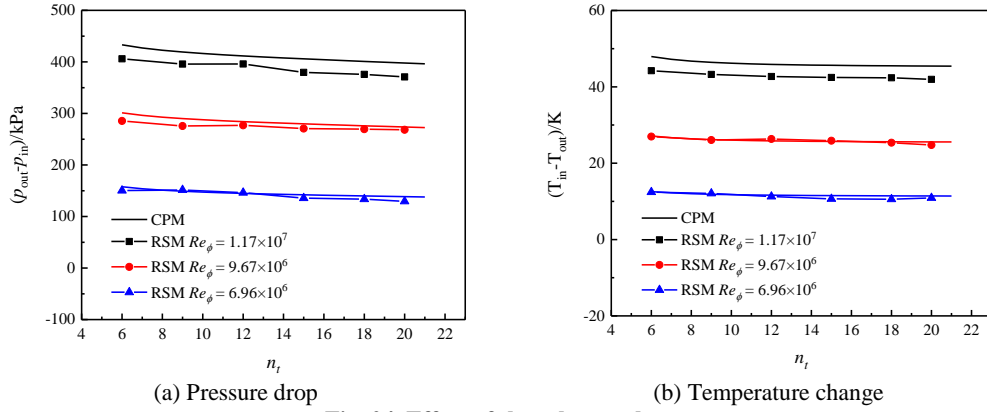 500
400
300
200
100
0
-100
4 6 8 10 12 14 16 18 20 22
(p_out-p_in)/kPa
n_t
CPM
RSM Re_ϕ = 1.17×10^7
RSM Re_ϕ = 9.67×10^6
RSM Re_ϕ = 6.96×10^6
(a) Pressure drop
60
40
20
0
-20
4 6 8 10 12 14 16 18 20 22
(T_in-T_out)/K
n_t
CPM
RSM Re_ϕ = 1.17×10^7
RSM Re_ϕ = 9.67×10^6
RSM Re_ϕ = 6.96×10^6
(b) Temperature change